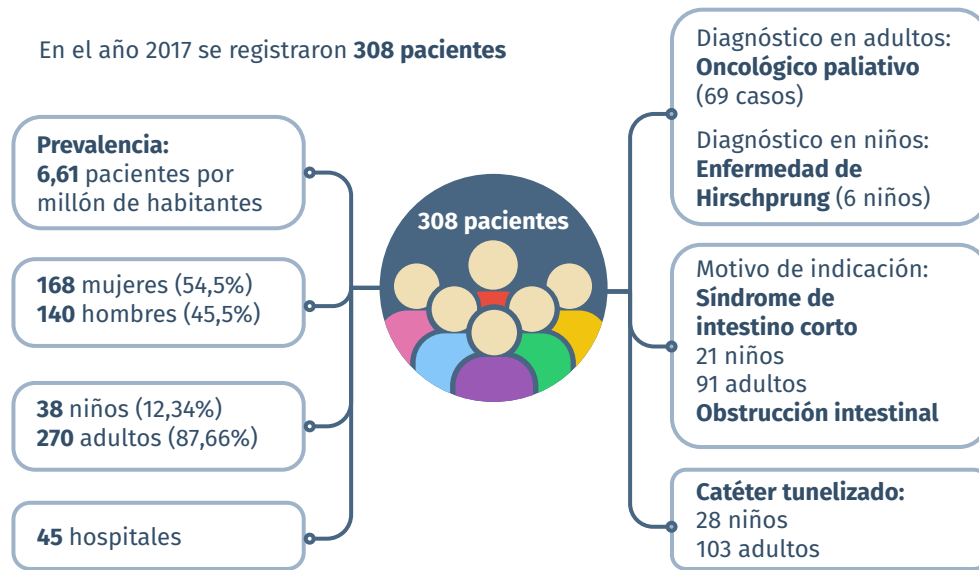 En el año 2017 se registraron 308 pacientes
Prevalencia:
6,61 pacientes por
millón de habitantes
168 mujeres (54,5%)
140 hombres (45,5%)
38 niños (12,34%)
270 adultos (87,66%)
45 hospitales
308 pacientes
Diagnóstico en adultos:
Oncológico paliativo
(69 casos)
Diagnóstico en niños:
Enfermedad de
Hirschprung (6 niños)
Motivo de indicación:
Síndrome de
intestino corto
21 niños
91 adultos
Obstrucción intestinal
Catéter tunelizado:
28 niños
103 adultos